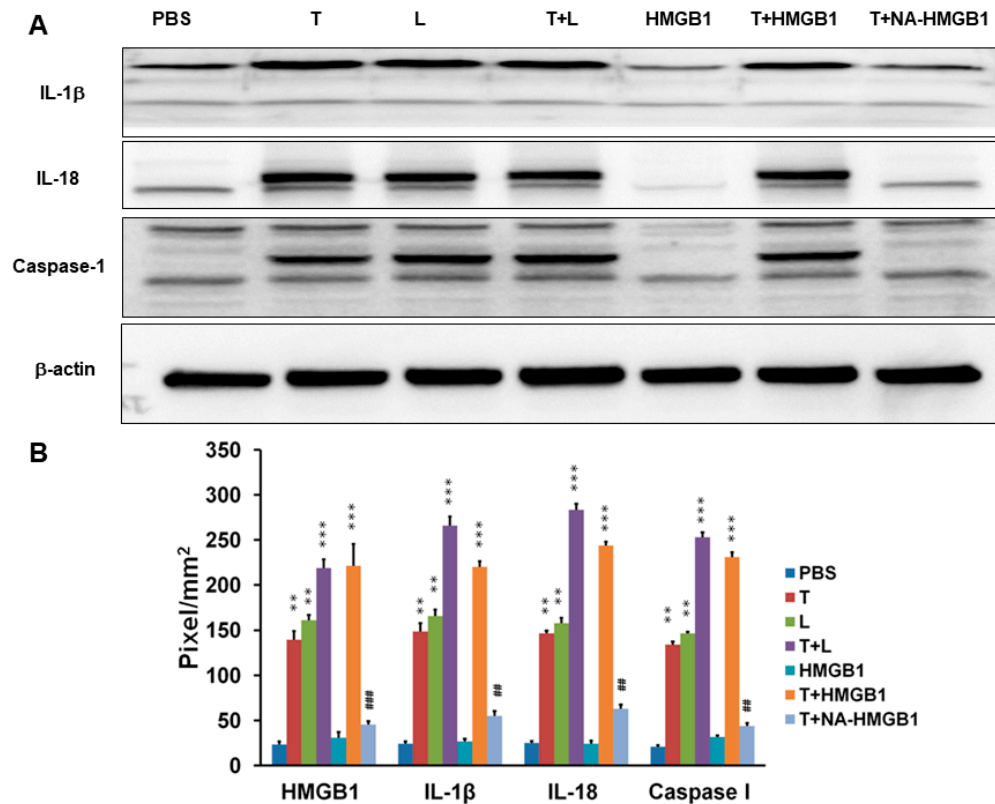 A
PBS T L T+L HMGB1 T+HMGB1 T+NA-HMGB1
IL-1β
IL-18
Caspase-1
β-actin
B
Pixel/mm²
350
300
250
200
150
100
50
0
** ** *** *** ###
** ** *** *** ##
** ** *** *** ##
** ** *** *** ##
HMGB1 IL-1β IL-18 Caspase I
PBS
T
L
T+L
HMGB1
T+HMGB1
T+NA-HMGB1